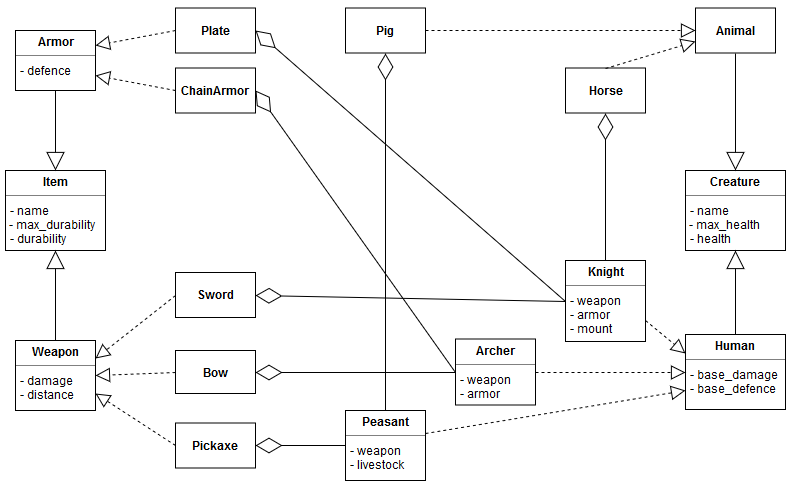 Armor
- defence
Plate
ChainArmor
Pig
Animal
Horse
Item
- name
- max_durability
- durability
Creature
- name
- max_health
- health
Sword
Knight
- weapon
- armor
- mount
Weapon
- damage
- distance
Bow
Archer
- weapon
- armor
Human
- base_damage
- base_defence
Pickaxe
Peasant
- weapon
- livestock